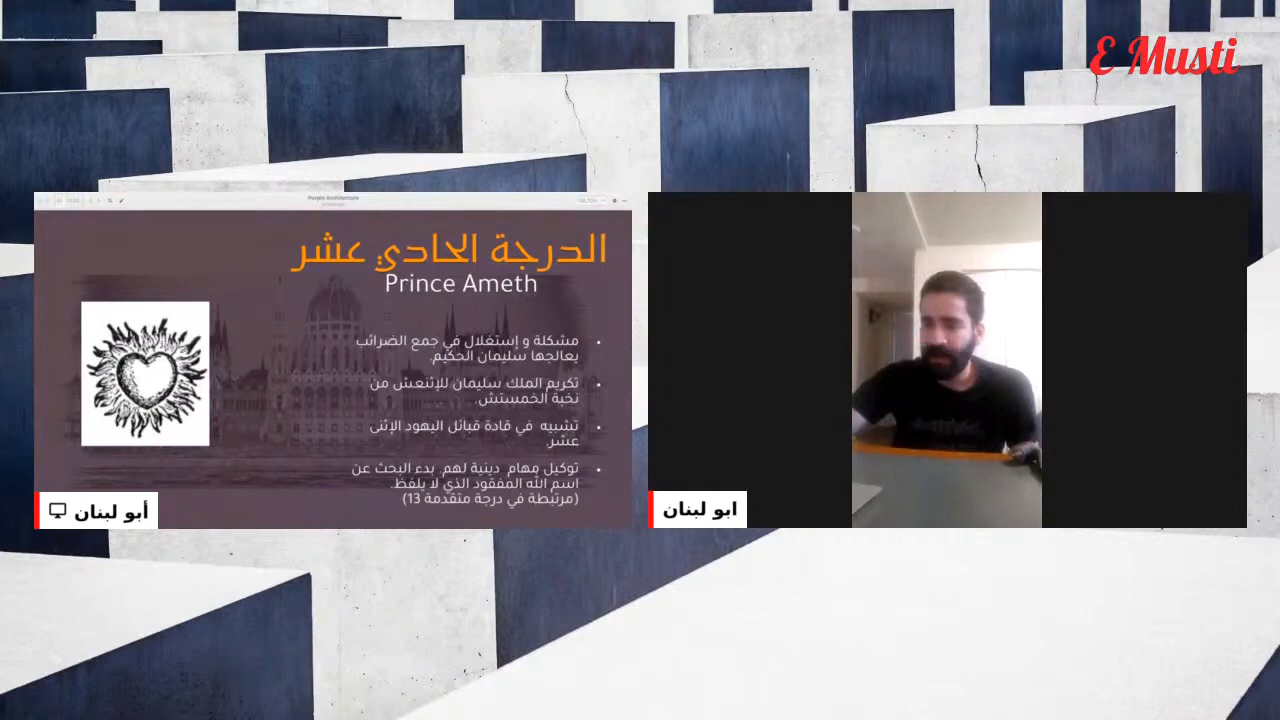 E Musti
Purple Architecture
الدرجة الحادي عشر
Prince Ameth
• مشكلة و إستغلال في جمع الضرائب
يعالجها سليمان الحكيم.
• تكريم الملك سليمان للإثنعش من
نخبة الخمستش.
• تشبيه في قادة قبائل اليهود الإثنى
عشر.
• توكيل مهام دينية لهم. بدء البحث عن
اسم الله المفقود الذي لا يلفظ.
(مرتبطة في درجة متقدمة 13)
أبو لبنان
ابو لبنان